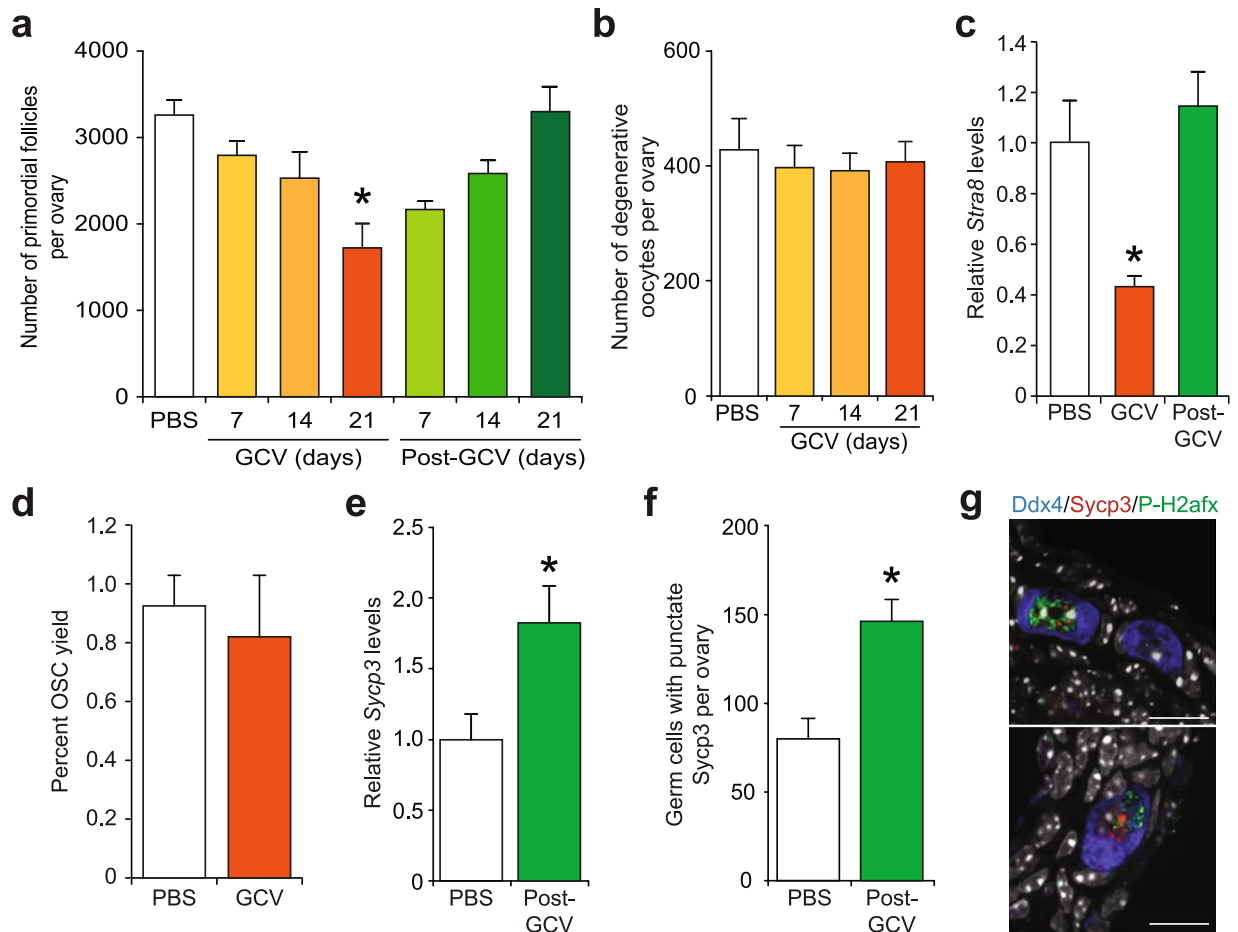 a
Number of primordial follicles
per ovary
4000
3000
2000
1000
0
*
PBS
7
14
21
7
14
21
GCV (days)
Post-GCV (days)
b
Number of degenerative
oocytes per ovary
600
400
200
0
PBS
7
14
21
GCV (days)
c
Relative Stra8 levels
1.4
1.2
1.0
0.8
0.6
0.4
0.2
0
*
PBS
GCV
Post-
GCV
d
Percent OSC yield
1.2
1.0
0.8
0.6
0.4
0.2
0
PBS
GCV
e
Relative Sycp3 levels
2.5
2.0
1.5
1.0
0.5
0
*
PBS
Post-
GCV
f
Germ cells with punctate
Sycp3 per ovary
200
150
100
50
0
*
PBS
Post-
GCV
g
Ddx4/Sycp3/P-H2afx